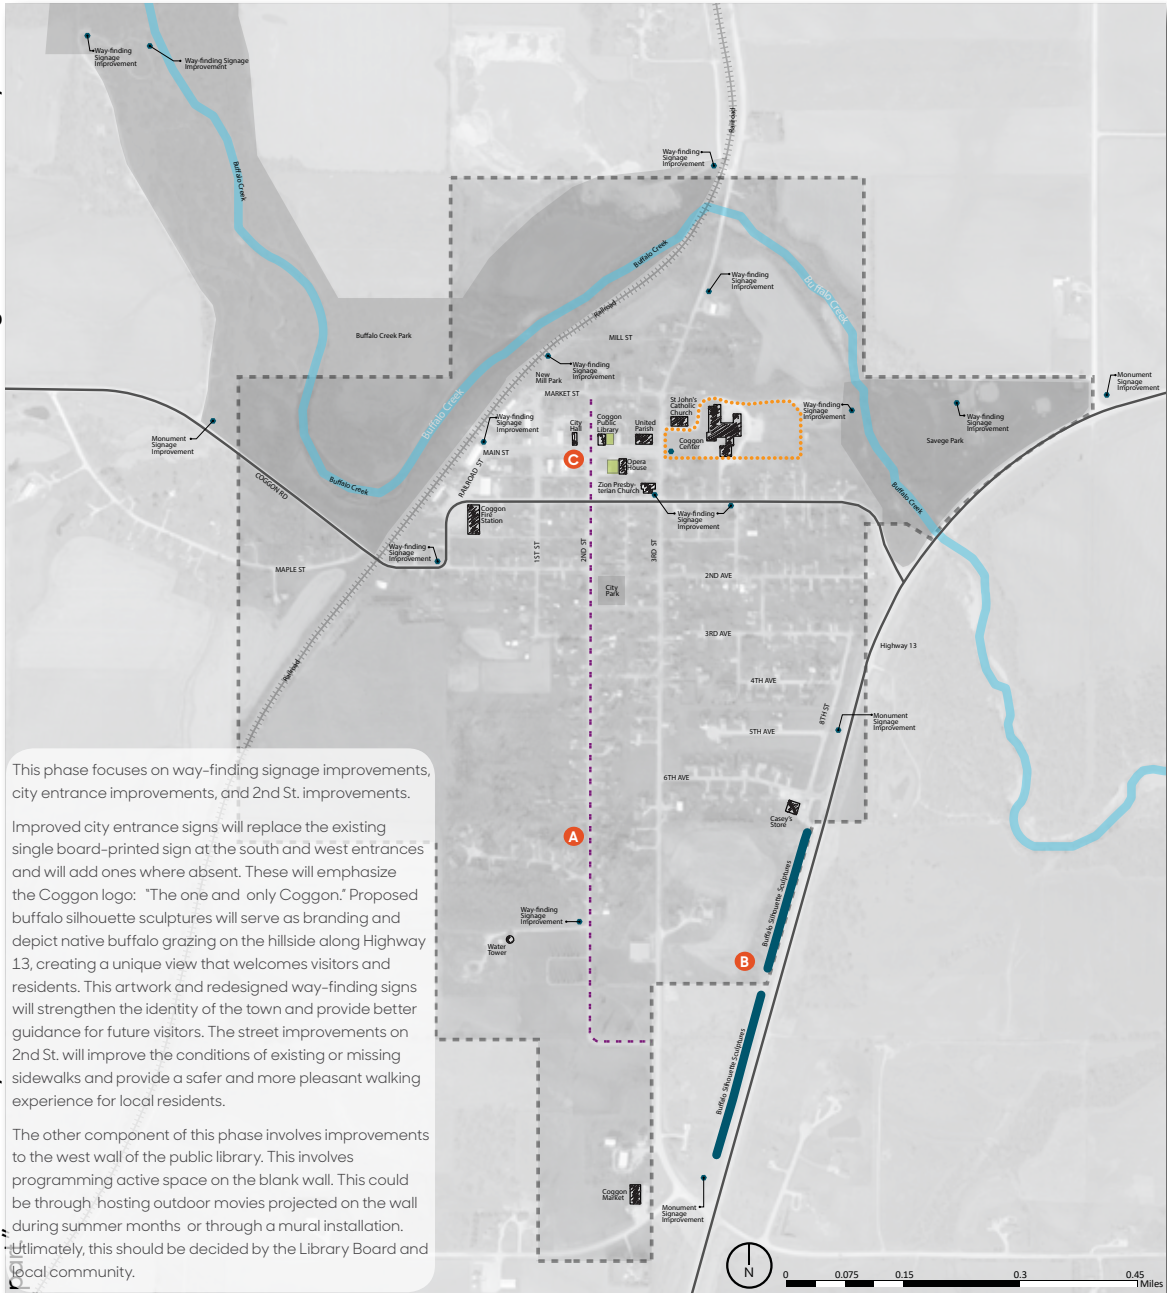 Way-finding
Signage
Improvement
Way-finding Signage
Improvement
Buffalo Creek
Railroad
Way-finding
Signage
Improvement
Buffalo Creek
Way-finding
Signage
Improvement
Buffalo Creek
Railroad
Buffalo Creek Park
MILL ST
Way-finding
Signage
Improvement
New
Mill Park
MARKET ST
Monument
Signage
Improvement
Buffalo Creek
Way-finding
Signage
Improvement
City
Hall
Coggon
Public
Library
United
Parish
St John's
Catholic
Church
Coggon
Center
Way-finding
Signage
Improvement
Way-finding
Signage
Improvement
Savege Park
Monument
Signage
Improvement
MAIN ST
C
Opera
House
RAILROAD ST
Zion Presby-
terian Church
COGGON RD
Buffalo Creek
Buffalo Creek
Coggon
Fire
Station
Way-finding
Signage
Improvement
Way-finding
Signage
Improvement
1ST ST
2ND ST
3RD ST
MAPLE ST
2ND AVE
City
Park
3RD AVE
Highway 13
Railroad
4TH AVE
8TH ST
Monument
Signage
Improvement
5TH AVE
6TH AVE
Casey's
Store
A
Buffalo Silhouette Sculptures
Way-finding
Signage
Improvement
Water
Tower
B
Buffalo Silhouette Sculptures
Coggon
Market
Monument
Signage
Improvement
N
0 0.075 0.15 0.3 0.45
Miles
This phase focuses on way-finding signage improvements,
city entrance improvements, and 2nd St. improvements.
Improved city entrance signs will replace the existing
single board-printed sign at the south and west entrances
and will add ones where absent. These will emphasize
the Coggon logo: "The one and only Coggon." Proposed
buffalo silhouette sculptures will serve as branding and
depict native buffalo grazing on the hillside along Highway
13, creating a unique view that welcomes visitors and
residents. This artwork and redesigned way-finding signs
will strengthen the identity of the town and provide better
guidance for future visitors. The street improvements on
2nd St. will improve the conditions of existing or missing
sidewalks and provide a safer and more pleasant walking
experience for local residents.
The other component of this phase involves improvements
to the west wall of the public library. This involves
programming active space on the blank wall. This could
be through hosting outdoor movies projected on the wall
during summer months or through a mural installation.
Utlimately, this should be decided by the Library Board and
local community.